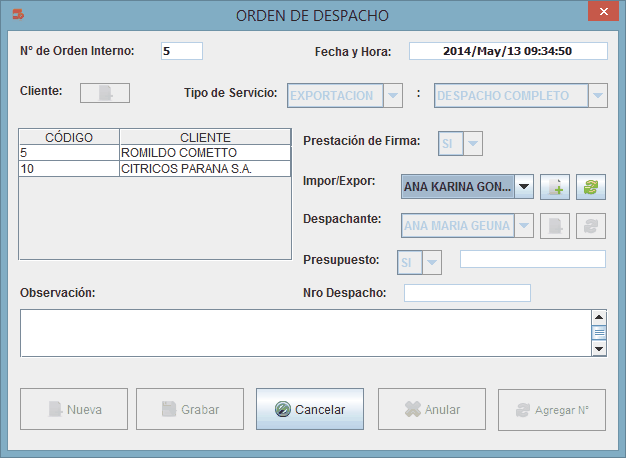 ORDEN DE DESPACHO
N° de Orden Interno: 5 Fecha y Hora: 2014/May/13 09:34:50
Cliente: Tipo de Servicio: EXPORTACION : DESPACHO COMPLETO
CÓDIGO CLIENTE
5 ROMILDO COMETTO
10 CITRICOS PARANA S.A.
Prestación de Firma: SI
Impor/Expor: ANA KARINA GON...
Despachante: ANA MARIA GEUNA
Presupuesto: SI
Observación: Nro Despacho:
Nueva Grabar Cancelar Anular Agregar N°